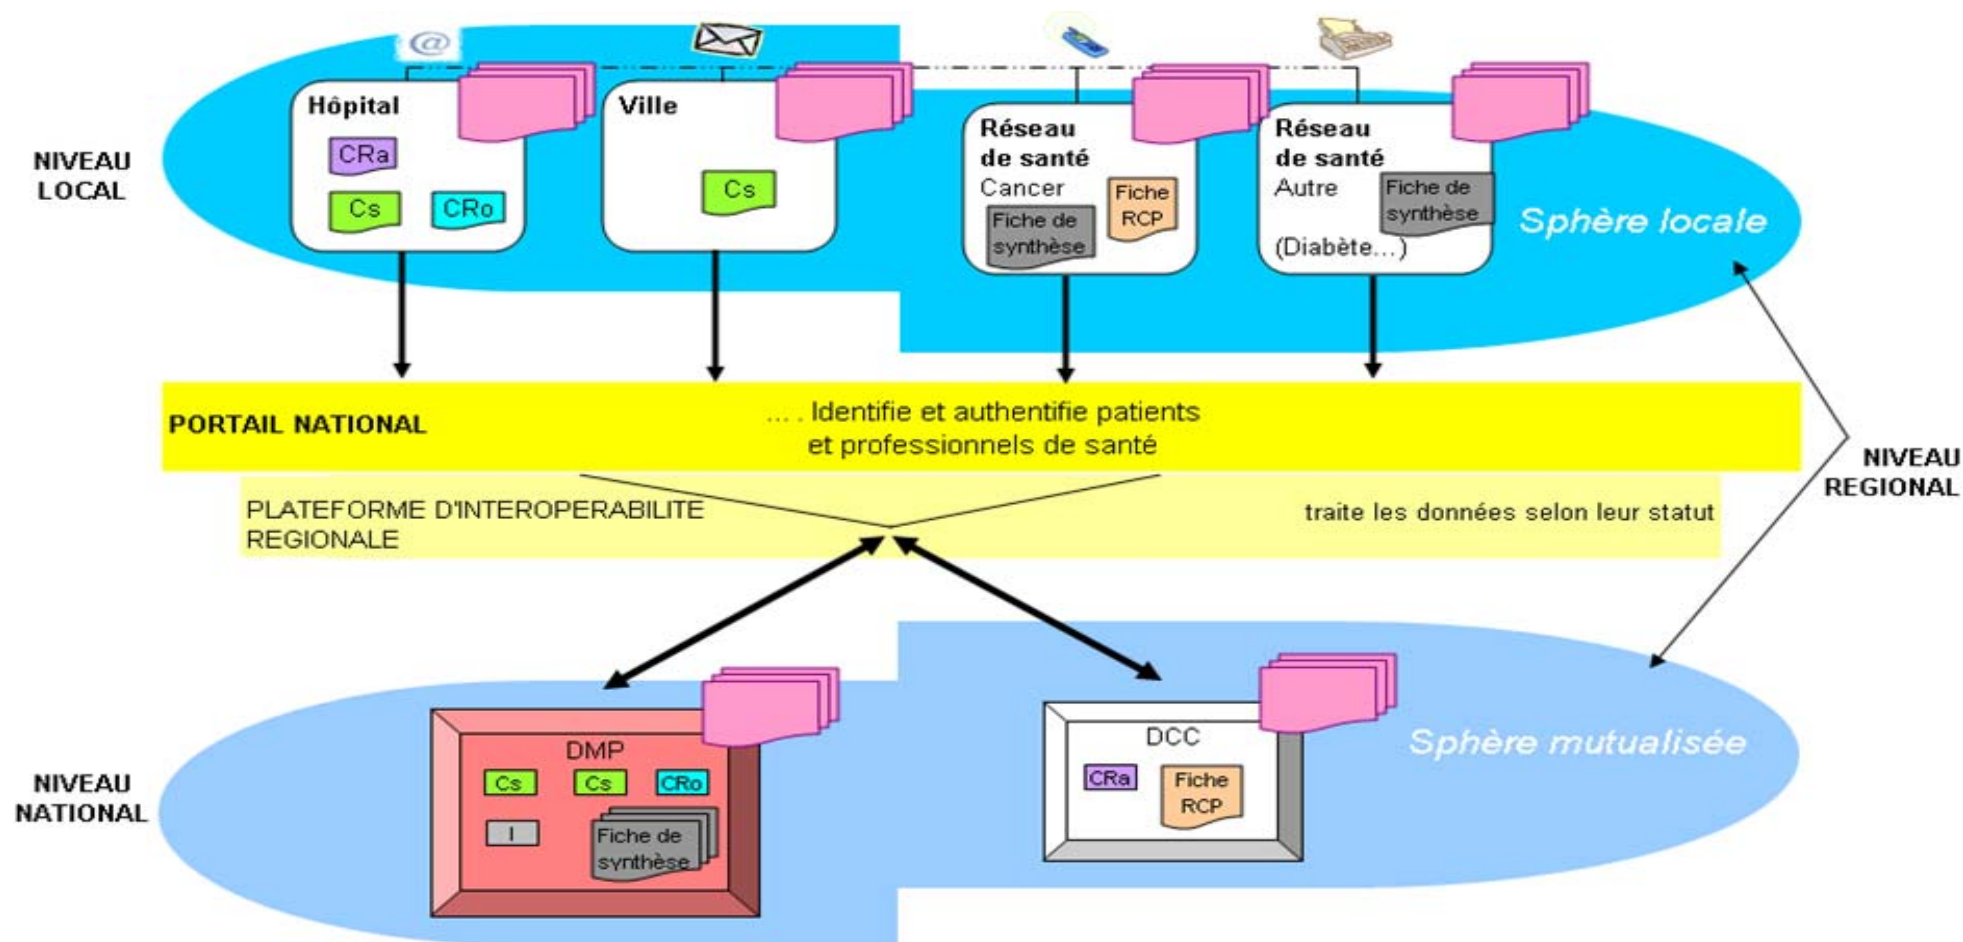 @
Hôpital
CRa
Cs
CRo
Ville
Cs
Réseau
de santé
Cancer
Fiche de
synthèse
Fiche
RCP
Réseau
de santé
Autre
(Diabète...)
Fiche de
synthèse
Sphère locale
NIVEAU
LOCAL
PORTAIL NATIONAL
... . Identifie et authentifie patients
et professionnels de santé
PLATEFORME D'INTEROPERABILITE
REGIONALE
traite les données selon leur statut
NIVEAU
REGIONAL
NIVEAU
NATIONAL
DMP
Cs
Cs
CRo
I
Fiche de
synthèse
DCC
CRa
Fiche
RCP
Sphère mutualisée